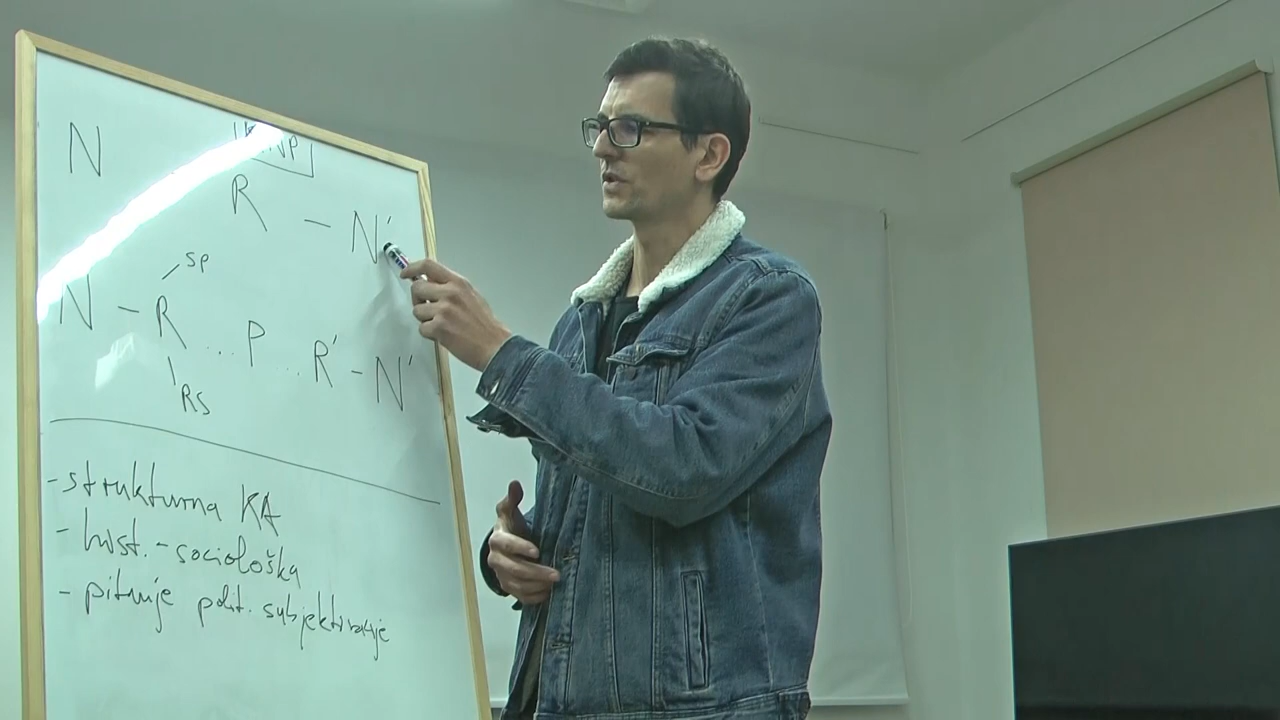 N
R – N'
SP
N – R ... P ... R' - N'
RS
- strukturna KA
- hist. - sociološka
- pitanje polit. subjektivacije